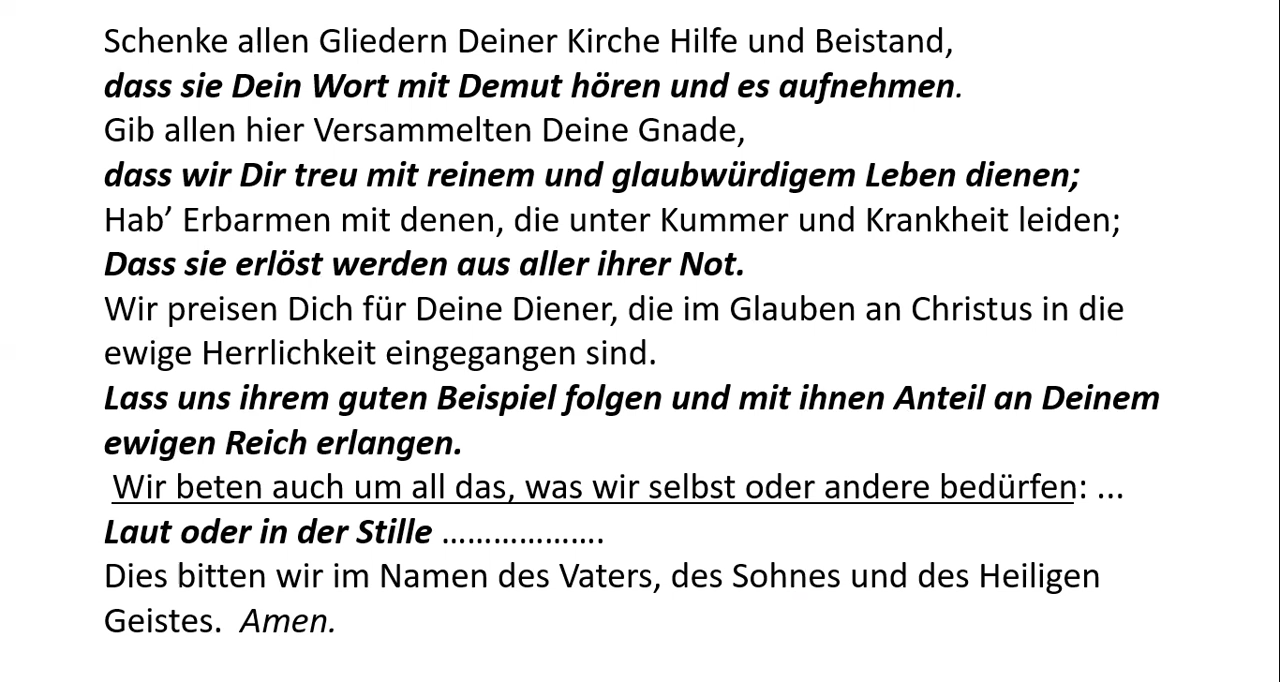 Schenke allen Gliedern Deiner Kirche Hilfe und Beistand,
dass sie Dein Wort mit Demut hören und es aufnehmen.
Gib allen hier Versammelten Deine Gnade,
dass wir Dir treu mit reinem und glaubwürdigem Leben dienen;
Hab’ Erbarmen mit denen, die unter Kummer und Krankheit leiden;
Dass sie erlöst werden aus aller ihrer Not.
Wir preisen Dich für Deine Diener, die im Glauben an Christus in die
ewige Herrlichkeit eingegangen sind.
Lass uns ihrem guten Beispiel folgen und mit ihnen Anteil an Deinem
ewigen Reich erlangen.
Wir beten auch um all das, was wir selbst oder andere bedürfen: ...
Laut oder in der Stille ...................
Dies bitten wir im Namen des Vaters, des Sohnes und des Heiligen
Geistes. Amen.